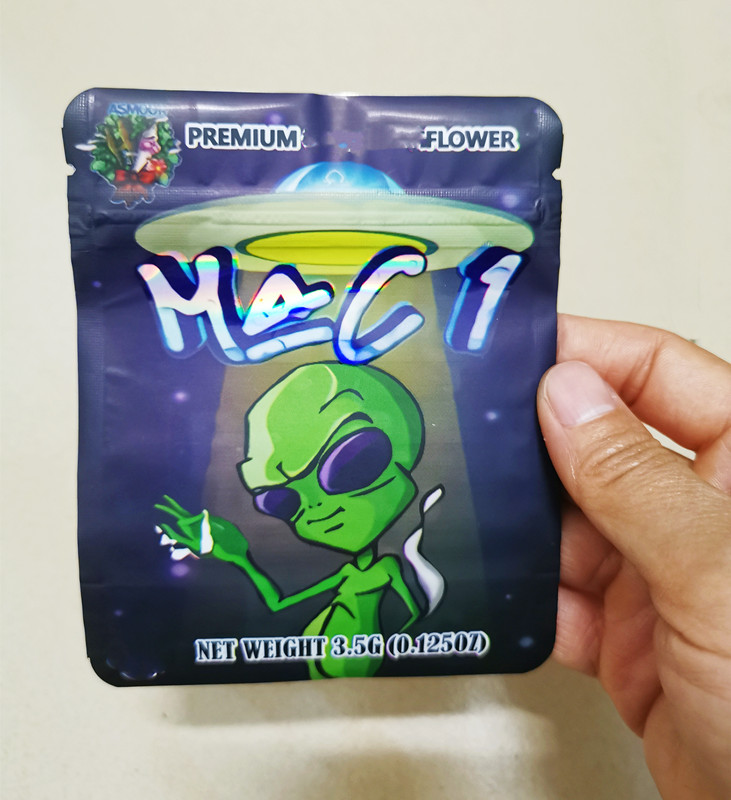 PREMIUM FLOWER
MAC 1
NET WEIGHT 3.5G (0.125OZ)